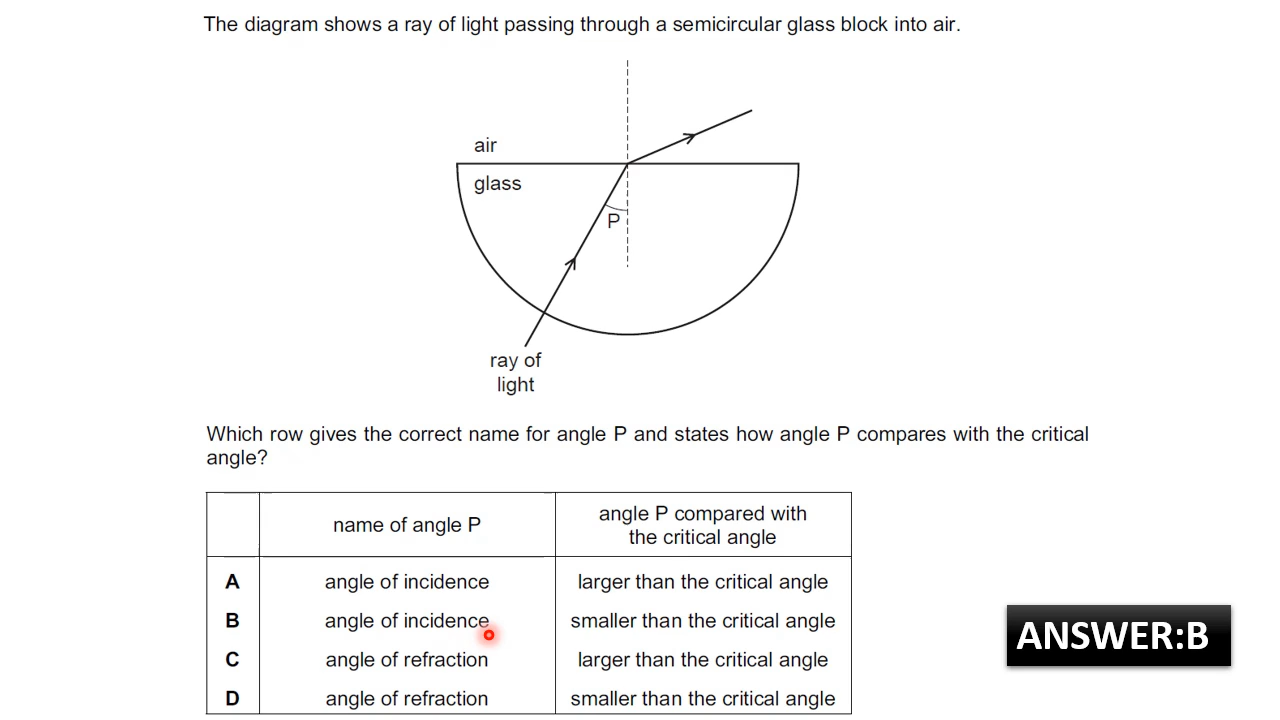 The diagram shows a ray of light passing through a semicircular glass block into air.
air
glass
P
ray of
light
Which row gives the correct name for angle P and states how angle P compares with the critical
angle?
name of angle P
angle P compared with
the critical angle
A angle of incidence larger than the critical angle
B angle of incidence smaller than the critical angle
C angle of refraction larger than the critical angle
D angle of refraction smaller than the critical angle
ANSWER:B